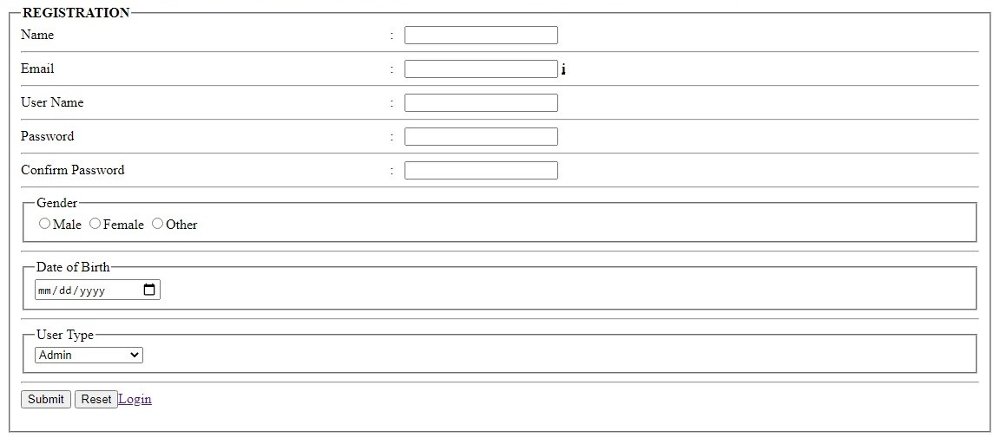 REGISTRATION
Name :
Email : i
User Name :
Password :
Confirm Password :
Gender
Male Female Other
Date of Birth
mm/dd/yyyy
User Type
Admin
Submit Reset Login